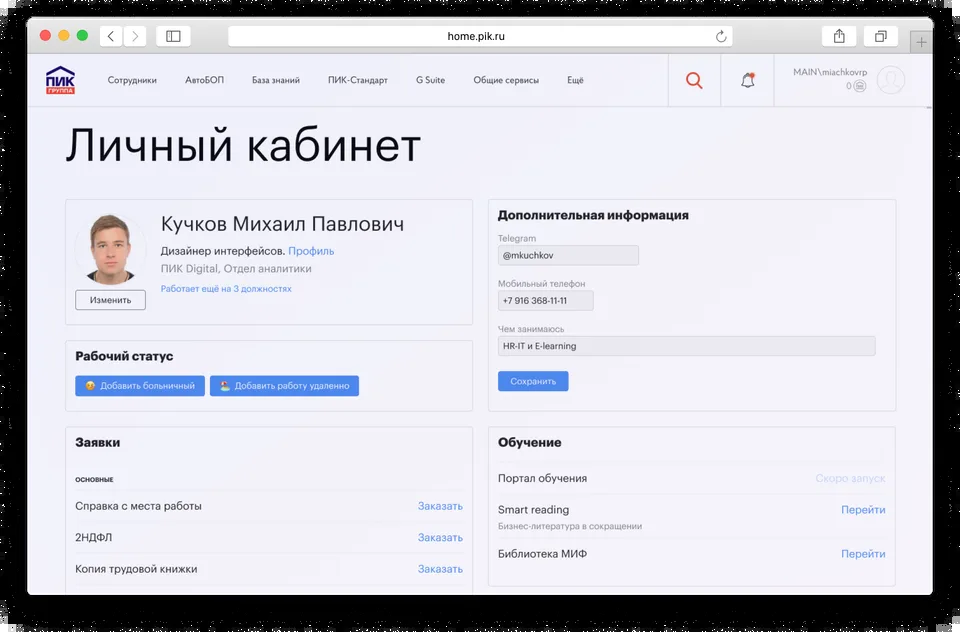 home.pik.ru
ПИК
ГРУППА
Сотрудники
АвтоБОП
База знаний
ПИК-Стандарт
G Suite
Общие сервисы
Ещё
MAIN\miachkovrp
0
Личный кабинет
Кучков Михаил Павлович
Дизайнер интерфейсов. Профиль
ПИК Digital, Отдел аналитики
Работает ещё на 3 должностях
Изменить
Рабочий статус
Добавить больничный
Добавить работу удаленно
Дополнительная информация
Telegram
@mkuchkov
Мобильный телефон
+7 916 368-11-11
Чем занимаюсь
HR-IT и E-learning
Сохранить
Заявки
ОСНОВНЫЕ
Справка с места работы Заказать
2НДФЛ Заказать
Копия трудовой книжки Заказать
Обучение
Портал обучения Скоро запуск
Smart reading Перейти
Бизнес-литература в сокращении
Библиотека МИФ Перейти